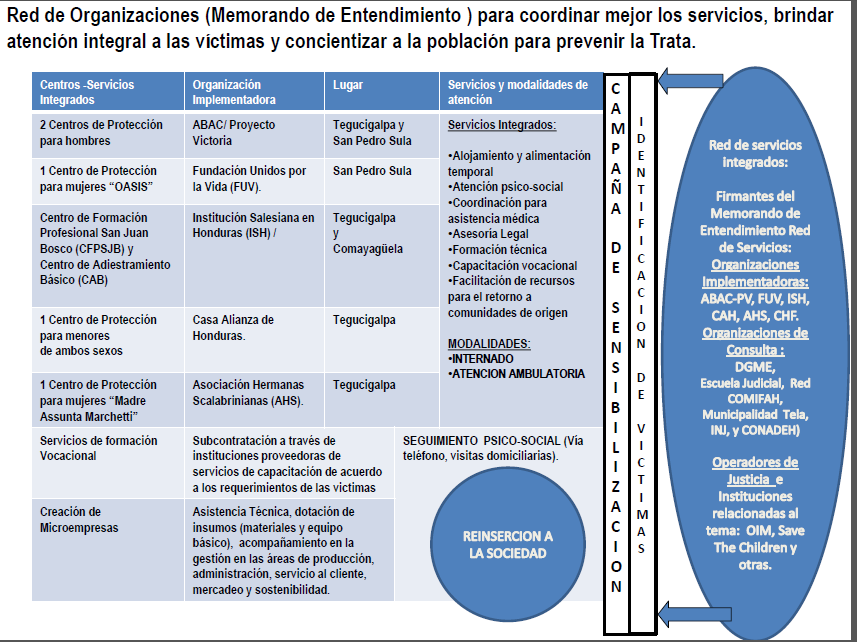 Red de Organizaciones (Memorando de Entendimiento ) para coordinar mejor los servicios, brindar
atención integral a las víctimas y concientizar a la población para prevenir la Trata.
Centros -Servicios
Integrados
Organización
Implementadora
Lugar
Servicios y modalidades de
atención
2 Centros de Protección
para hombres
ABAC/ Proyecto
Victoria
Tegucigalpa y
San Pedro Sula
1 Centro de Protección
para mujeres “OASIS”
Fundación Unidos por
la Vida (FUV).
San Pedro Sula
Centro de Formación
Profesional San Juan
Bosco (CFPSJB) y
Centro de Adiestramiento
Básico (CAB)
Institución Salesiana en
Honduras (ISH) /
Tegucigalpa
y
Comayagüela
1 Centro de Protección
para menores
de ambos sexos
Casa Alianza de
Honduras.
Tegucigalpa
1 Centro de Protección
para mujeres “Madre
Assunta Marchetti”
Asociación Hermanas
Scalabrinianas (AHS).
Tegucigalpa
Servicios Integrados:
•Alojamiento y alimentación
temporal
•Atención psico-social
•Coordinación para
asistencia médica
•Asesoría Legal
•Formación técnica
•Capacitación vocacional
•Facilitación de recursos
para el retorno a
comunidades de origen
MODALIDADES:
•INTERNADO
•ATENCION AMBULATORIA
Servicios de formación
Vocacional
Subcontratación a través de
instituciones proveedoras de
servicios de capacitación de acuerdo
a los requerimientos de las victimas
SEGUIMIENTO PSICO-SOCIAL (Vía
teléfono, visitas domiciliarias).
Creación de
Microempresas
Asistencia Técnica, dotación de
insumos (materiales y equipo
básico), acompañamiento en la
gestión en las áreas de producción,
administración, servicio al cliente,
mercadeo y sostenibilidad.
REINSERCION A
LA SOCIEDAD
CAMPAÑA DE SENSIBILIZACION
IDENTIFICACION DE VICTIMAS
Red de servicios
integrados:
Firmantes del
Memorando de
Entendimiento Red
de Servicios:
Organizaciones
Implementadoras:
ABAC-PV, FUV, ISH,
CAH, AHS, CHF.
Organizaciones de
Consulta :
DGME,
Escuela Judicial, Red
COMIFAH,
Municipalidad Tela,
INJ, y CONADEH)
Operadores de
Justicia e
Instituciones
relacionadas al
tema: OIM, Save
The Children y
otras.